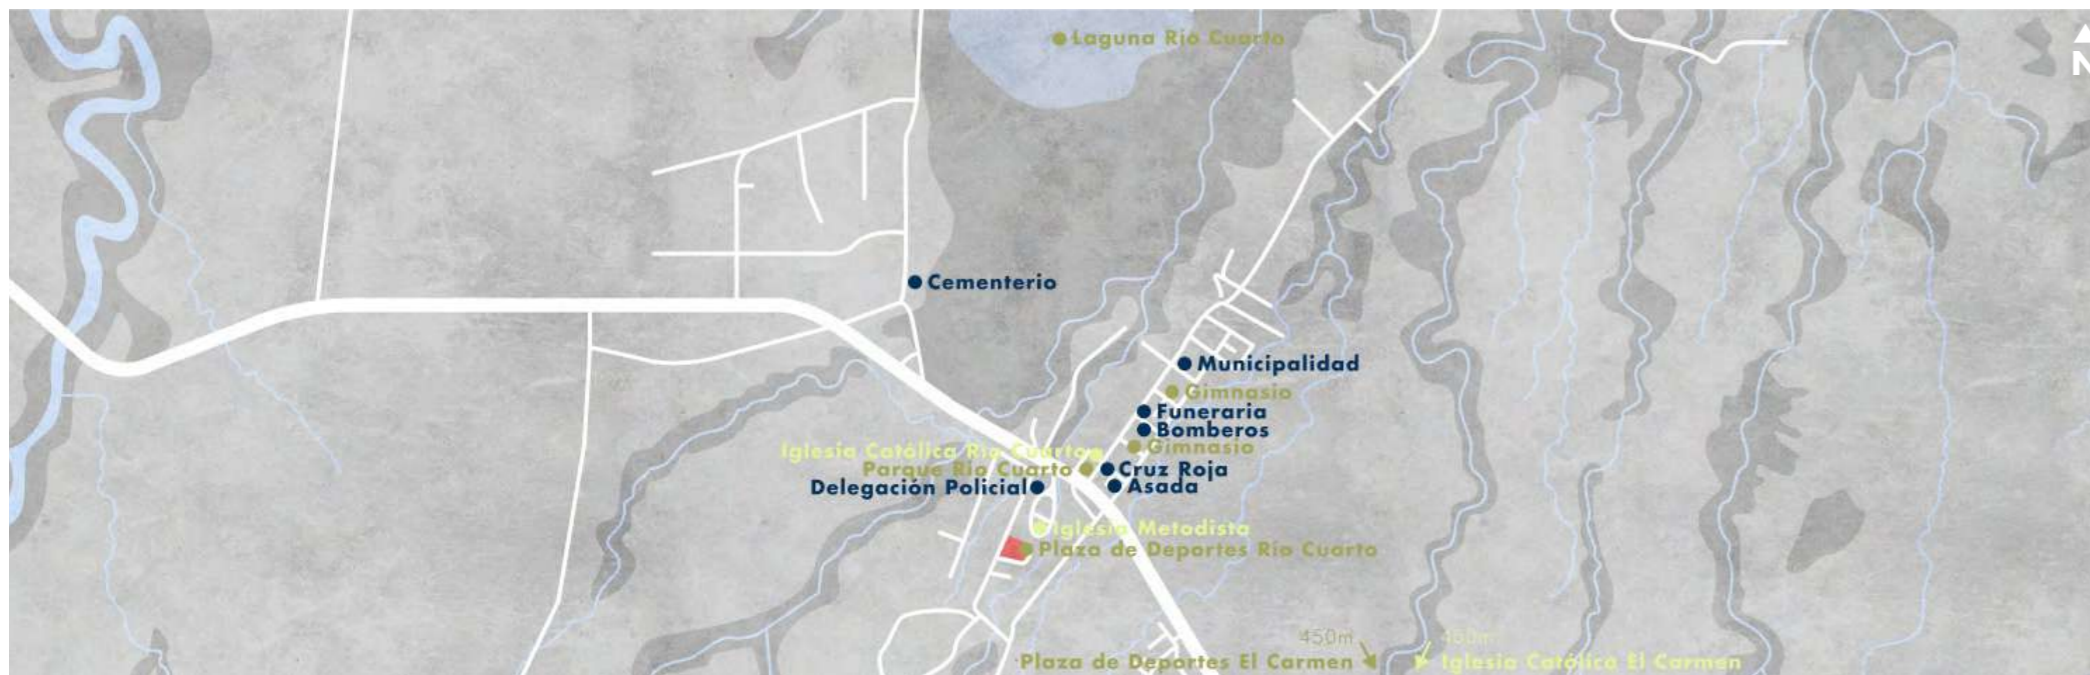 Laguna Río Cuarto
N
Cementerio
Municipalidad
Gimnasio
Funeraria
Bomberos
Iglesia Católica Río Cuarto
Gimnasio
Parque Río Cuarto
Cruz Roja
Delegación Policial
Asada
Iglesia Metodista
Plaza de Deportes Río Cuarto
450m
450m
Plaza de Deportes El Carmen
Iglesia Católica El Carmen